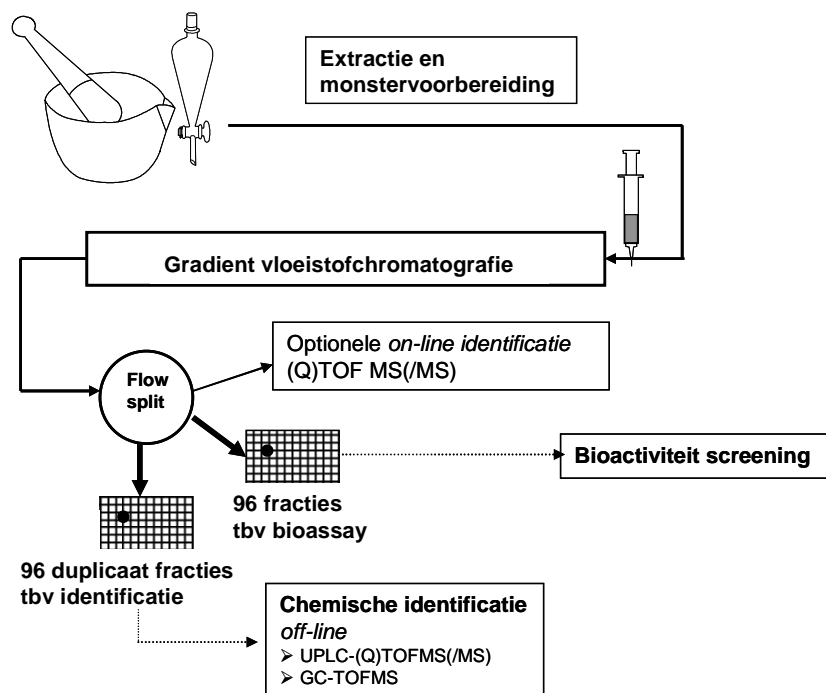 Extractie en
monstervoorbereiding
Gradient vloeistofchromatografie
Optionele on-line identificatie
(Q)TOF MS(/MS)
Flow
split
Bioactiviteit screening
96 fracties
tbv bioassay
96 duplicaat fracties
tbv identificatie
Chemische identificatie
off-line
➢ UPLC-(Q)TOFMS(/MS)
➢ GC-TOFMS